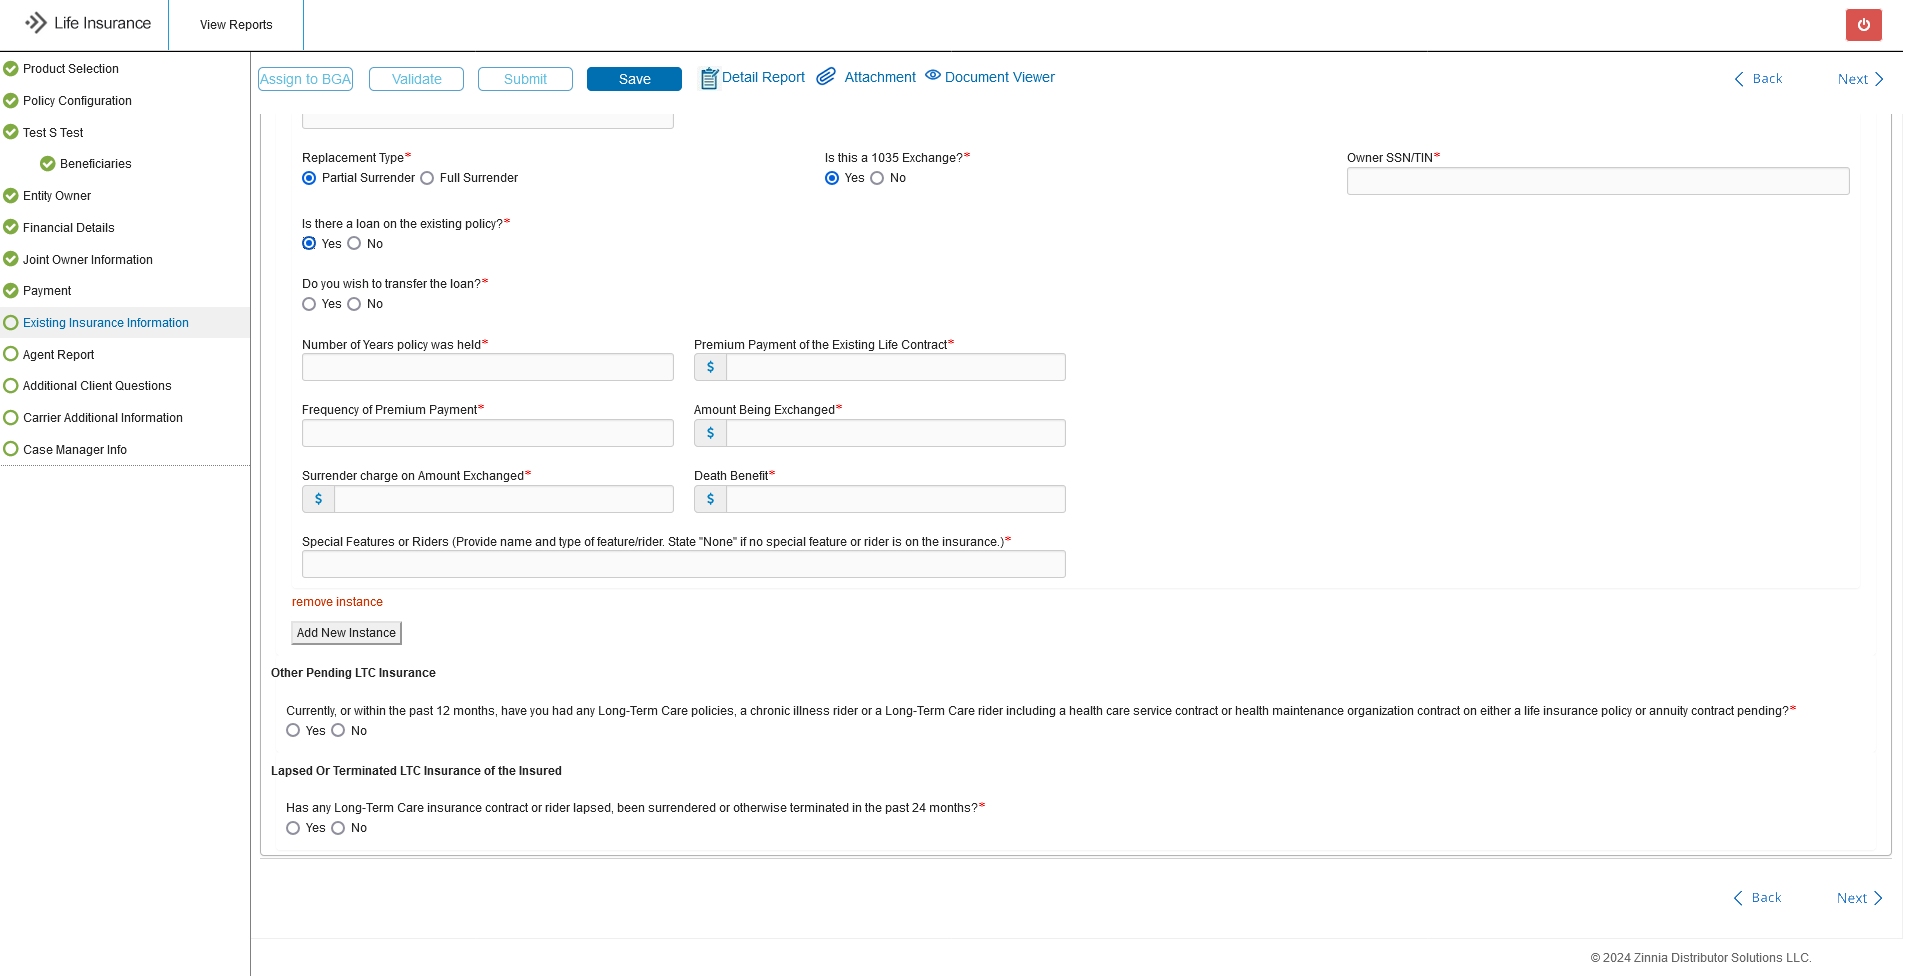 Life Insurance
View Reports
Product Selection
Policy Configuration
Test S Test
Beneficiaries
Entity Owner
Financial Details
Joint Owner Information
Payment
Existing Insurance Information
Agent Report
Additional Client Questions
Carrier Additional Information
Case Manager Info
Assign to BGA Validate Submit Save Detail Report Attachment Document Viewer Back Next
Replacement Type* Is this a 1035 Exchange?* Owner SSN/TIN*
Partial Surrender Full Surrender Yes No
Is there a loan on the existing policy?*
Yes No
Do you wish to transfer the loan?*
Yes No
Number of Years policy was held* Premium Payment of the Existing Life Contract*
$
Frequency of Premium Payment* Amount Being Exchanged*
$
Surrender charge on Amount Exchanged* Death Benefit*
$ $
Special Features or Riders (Provide name and type of feature/rider. State "None" if no special feature or rider is on the insurance.)*
remove instance
Add New Instance
Other Pending LTC Insurance
Currently, or within the past 12 months, have you had any Long-Term Care policies, a chronic illness rider or a Long-Term Care rider including a health care service contract or health maintenance organization contract on either a life insurance policy or annuity contract pending?*
Yes No
Lapsed Or Terminated LTC Insurance of the Insured
Has any Long-Term Care insurance contract or rider lapsed, been surrendered or otherwise terminated in the past 24 months?*
Yes No
Back Next
© 2024 Zinnia Distributor Solutions LLC.